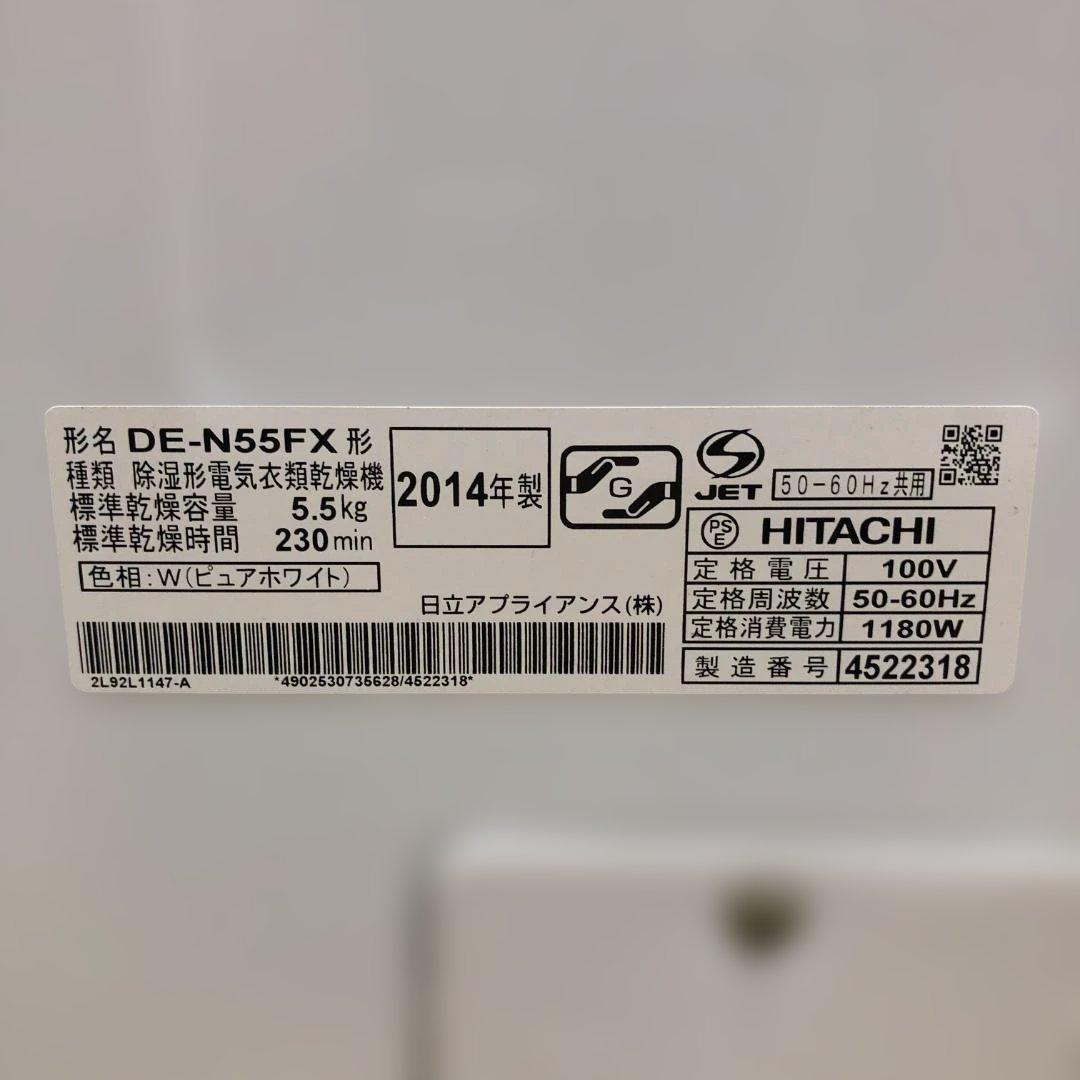 形名 DE-N55FX 形
種類 除湿形電気衣類乾燥機
標準乾燥容量 5.5kg
標準乾燥時間 230min
色相:W(ピュアホワイト)
2014年製
G
JET
50-60Hz共用
PSE HITACHI
定格電圧 100V
定格周波数 50-60Hz
定格消費電力 1180W
製造番号 4522318
日立アプライアンス(株)
2L92L1147-A *4902530735628/4522318*